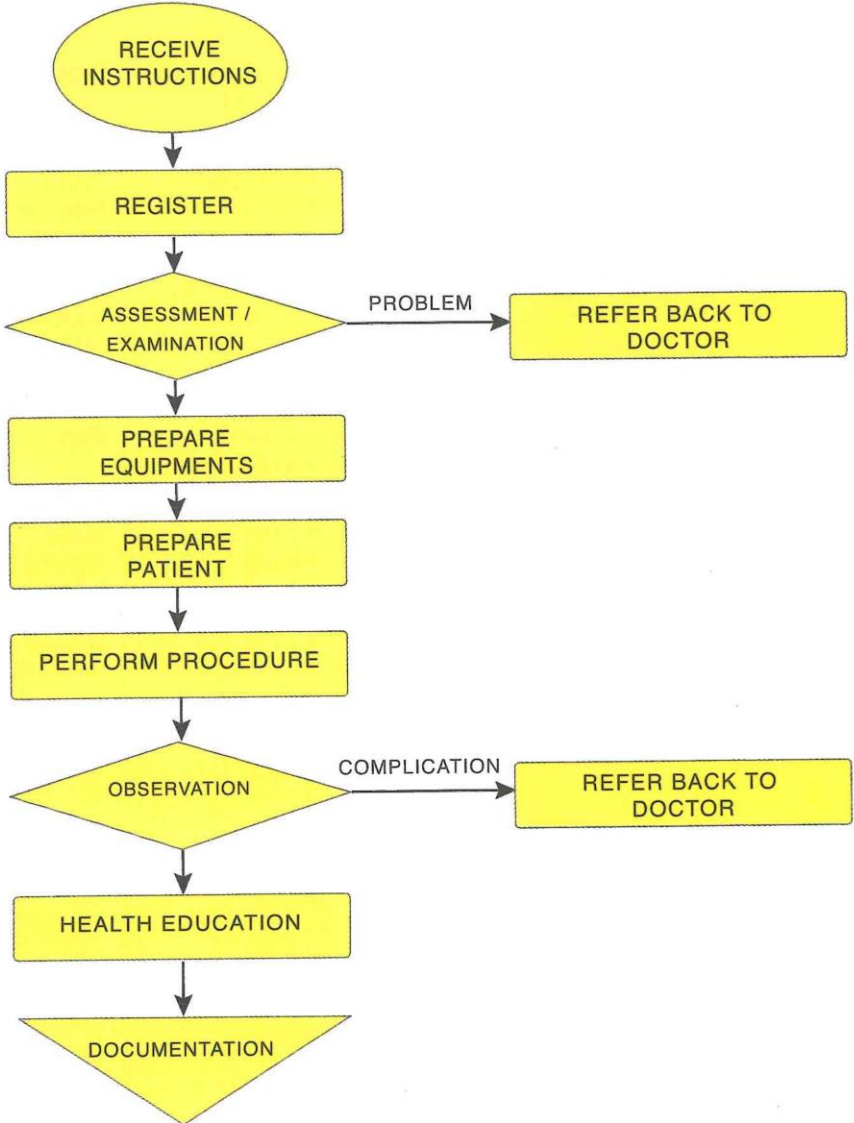 RECEIVE
INSTRUCTIONS
REGISTER
ASSESSMENT /
EXAMINATION
PROBLEM
REFER BACK TO
DOCTOR
PREPARE
EQUIPMENTS
PREPARE
PATIENT
PERFORM PROCEDURE
OBSERVATION
COMPLICATION
REFER BACK TO
DOCTOR
HEALTH EDUCATION
DOCUMENTATION